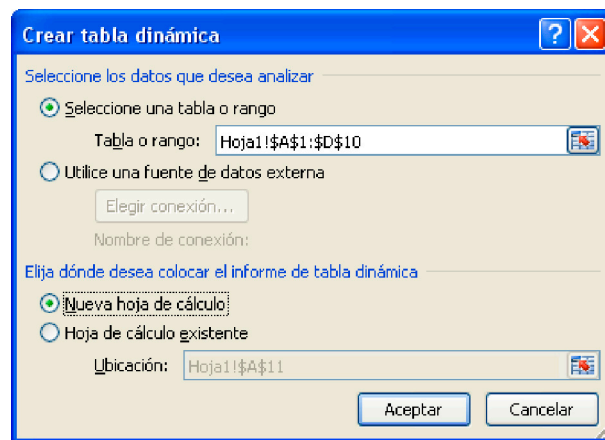 Crear tabla dinámica
Seleccione los datos que desea analizar
Seleccione una tabla o rango
Tabla o rango: Hoja1!$A$1:$D$10
Utilice una fuente de datos externa
Elegir conexión...
Nombre de conexión:
Elija dónde desea colocar el informe de tabla dinámica
Nueva hoja de cálculo
Hoja de cálculo existente
Ubicación: Hoja1!$A$11
Aceptar Cancelar